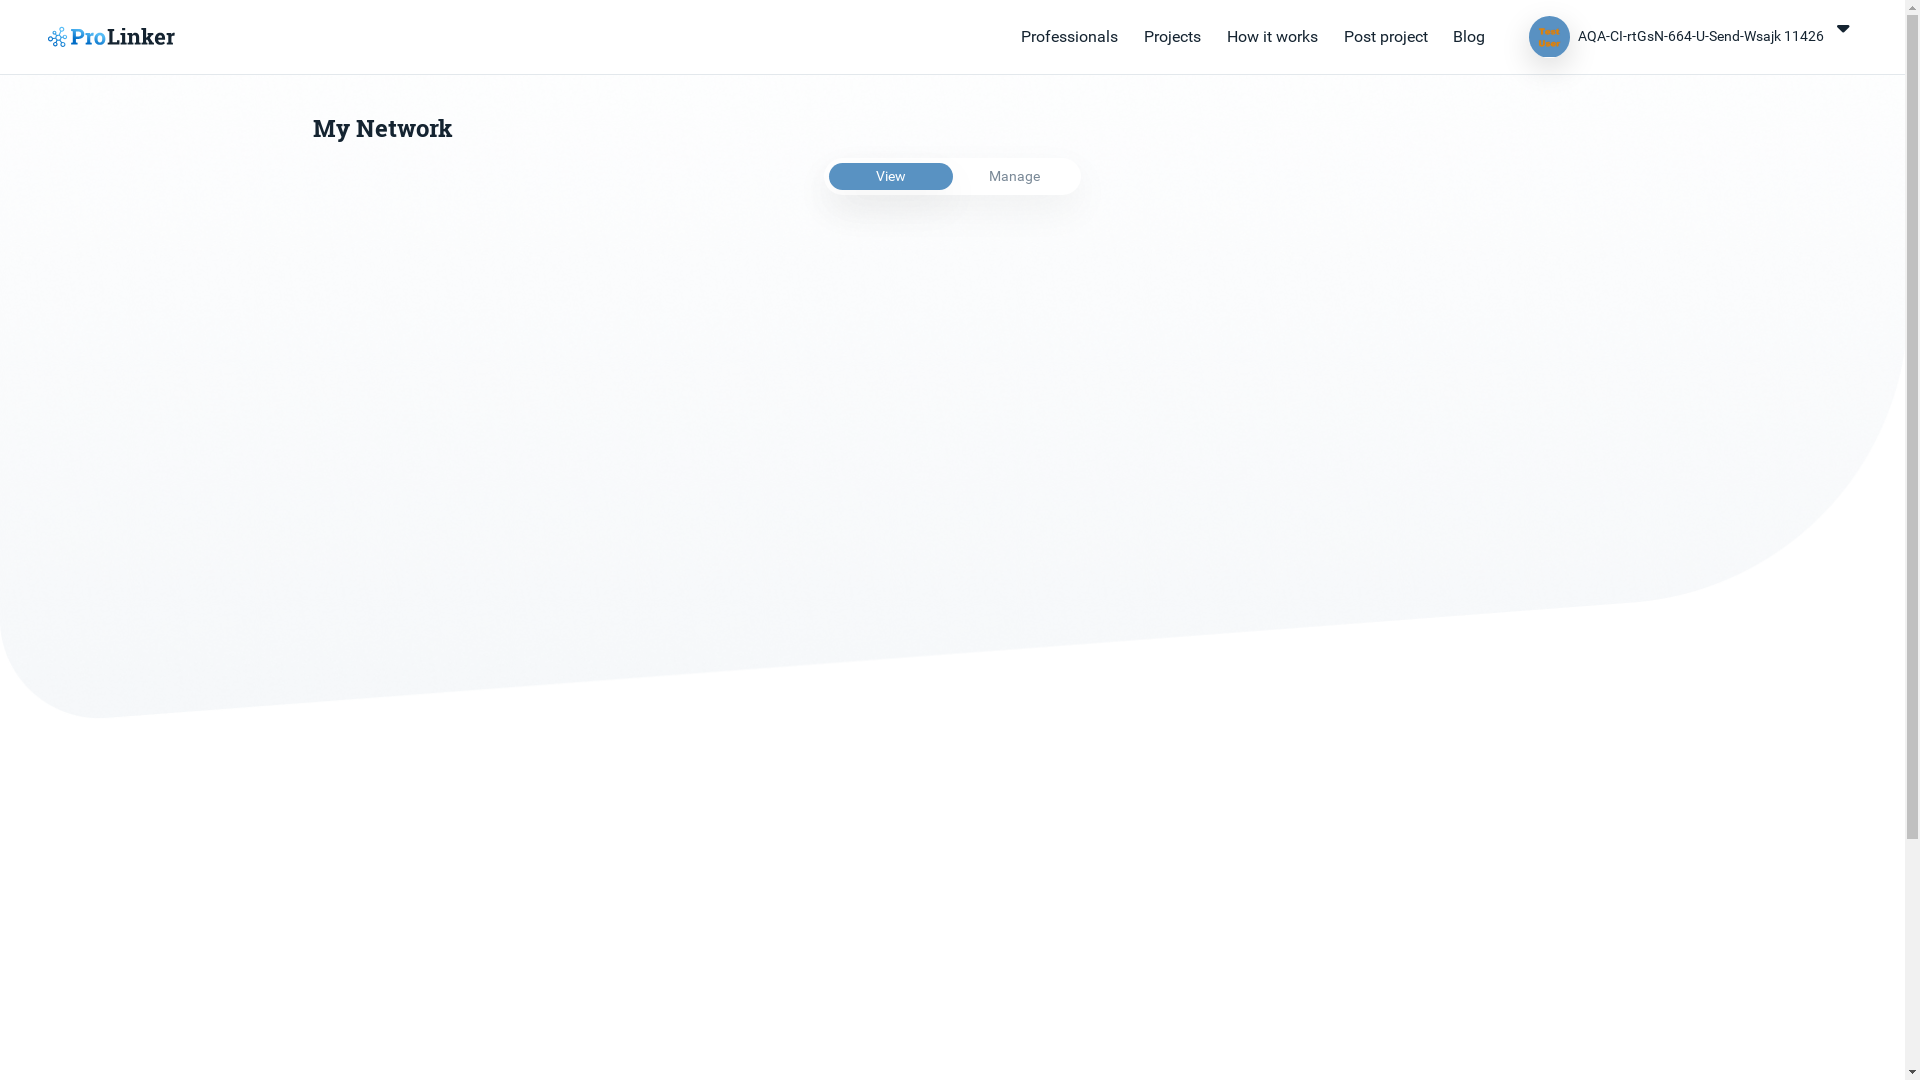 ProLinker
Professionals
Projects
How it works
Post project
Blog
Test
User
AQA-CI-rtGsN-664-U-Send-Wsajk 11426
My Network
View
Manage